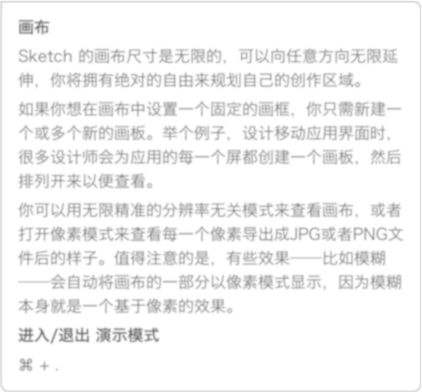 画布
Sketch 的画布尺寸是无限的，可以向任意方向无限延
伸，你将拥有绝对的自由来规划自己的创作区域。
如果你想在画布中设置一个固定的画框，你只需新建一
个或多个新的画板。举个例子，设计移动应用界面时，
很多设计师会为应用的每一个屏都创建一个画板，然后
排列开来以便查看。
你可以用无限精准的分辨率无关模式来查看画布，或者
打开像素模式来查看每一个像素导出成JPG或者PNG文
件后的样子。值得注意的是，有些效果——比如模糊
——会自动将画布的一部分以像素模式显示，因为模糊
本身就是一个基于像素的效果。
进入/退出 演示模式
⌘ + .